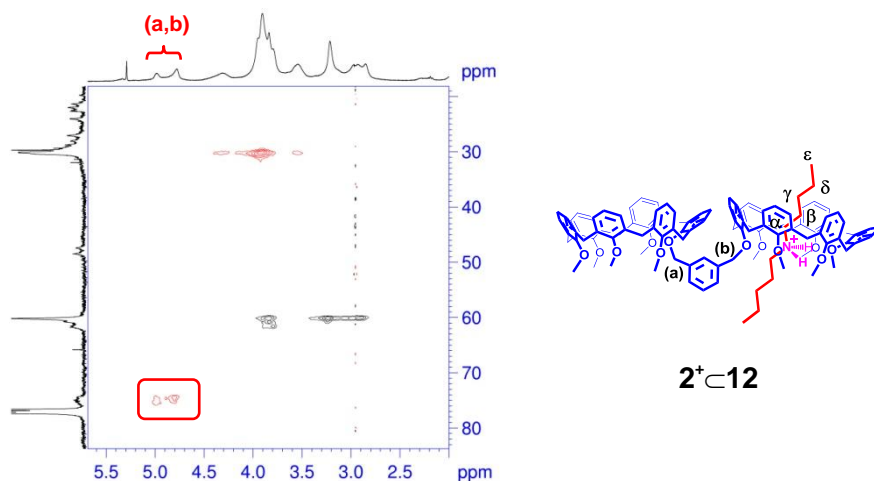 (a,b)
ppm
30
40
50
60
70
80
5.5 5.0 4.5 4.0 3.5 3.0 2.5 ppm
ε
γ δ
α β
N + H
H
O O O O O O O O O O O O
(a) (b)
2⁺⊂12